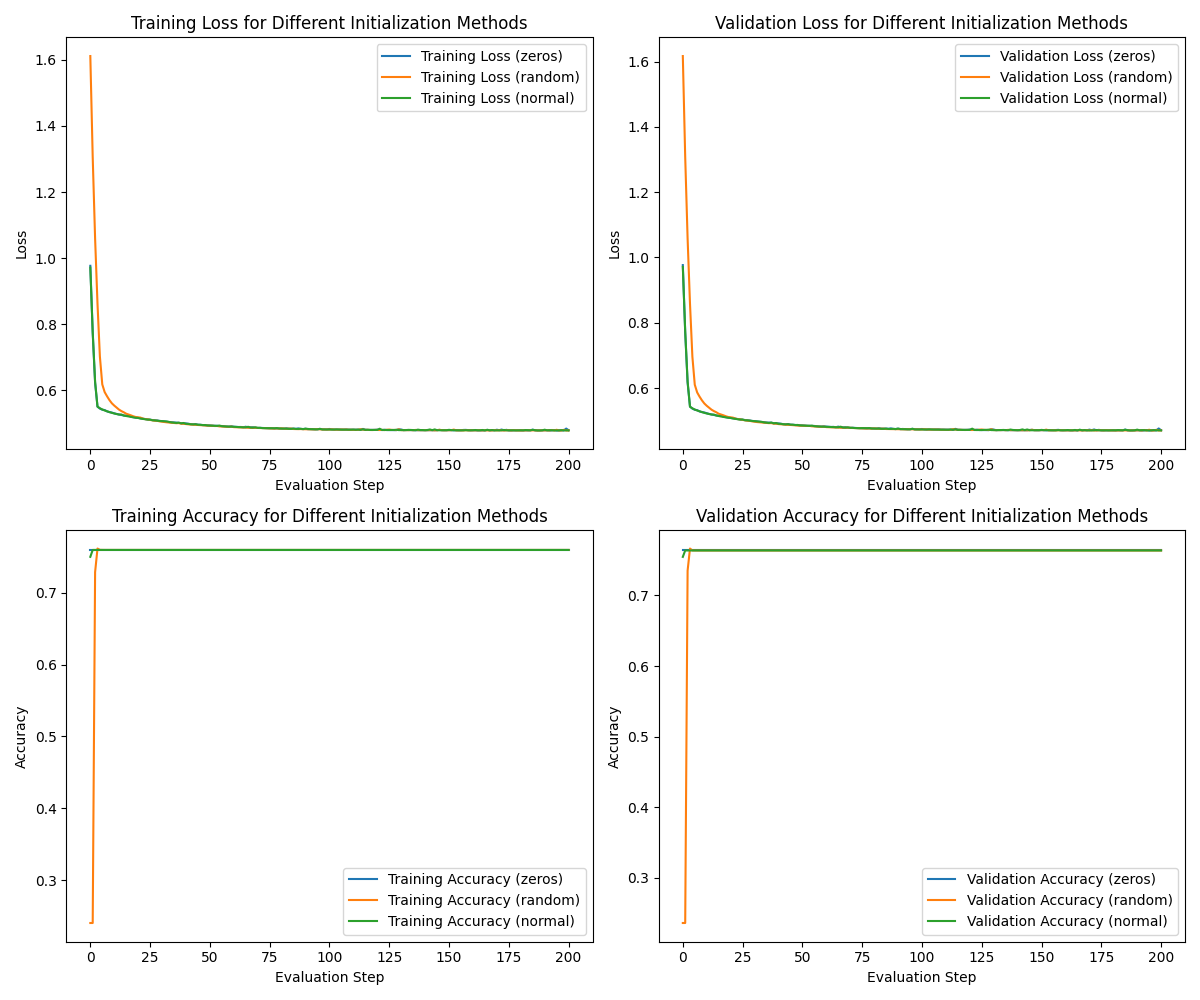 Training Loss for Different Initialization Methods
Loss
1.6
1.4
1.2
1.0
0.8
0.6
Training Loss (zeros)
Training Loss (random)
Training Loss (normal)
0 25 50 75 100 125 150 175 200
Evaluation Step
Validation Loss for Different Initialization Methods
Loss
1.6
1.4
1.2
1.0
0.8
0.6
Validation Loss (zeros)
Validation Loss (random)
Validation Loss (normal)
0 25 50 75 100 125 150 175 200
Evaluation Step
Training Accuracy for Different Initialization Methods
Accuracy
0.7
0.6
0.5
0.4
0.3
Training Accuracy (zeros)
Training Accuracy (random)
Training Accuracy (normal)
0 25 50 75 100 125 150 175 200
Evaluation Step
Validation Accuracy for Different Initialization Methods
Accuracy
0.7
0.6
0.5
0.4
0.3
Validation Accuracy (zeros)
Validation Accuracy (random)
Validation Accuracy (normal)
0 25 50 75 100 125 150 175 200
Evaluation Step